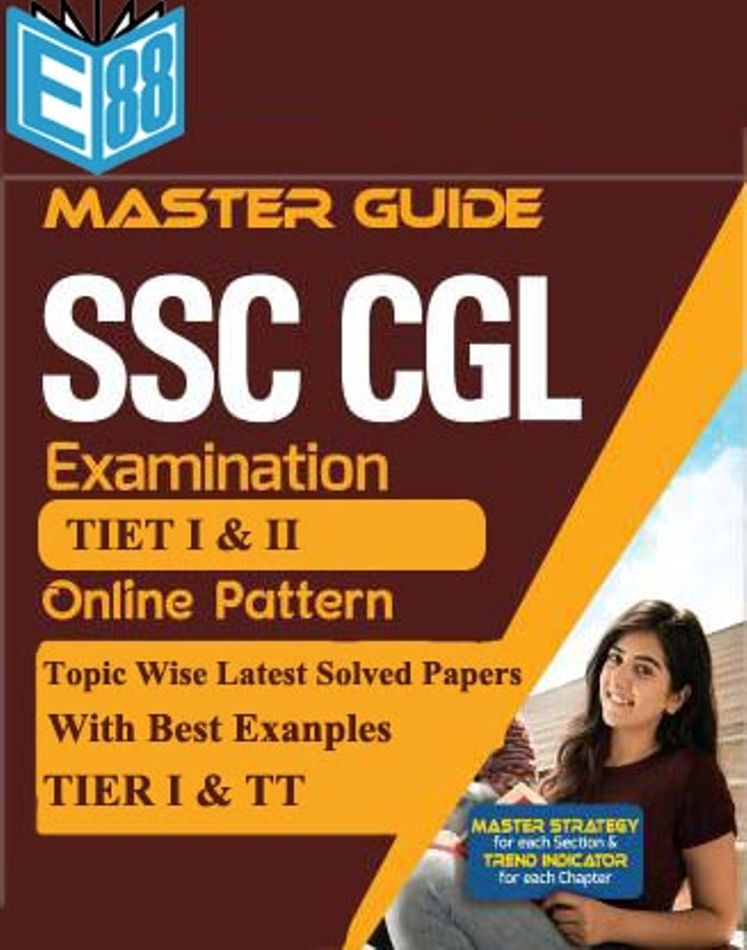 E 88
MASTER GUIDE
SSC CGL
Examination
TIET I & II
Online Pattern
Topic Wise Latest Solved Papers
With Best Exanples
TIER I & TT
MASTER STRATEGY
for each Section &
TREND INDICATOR
for each Chapter